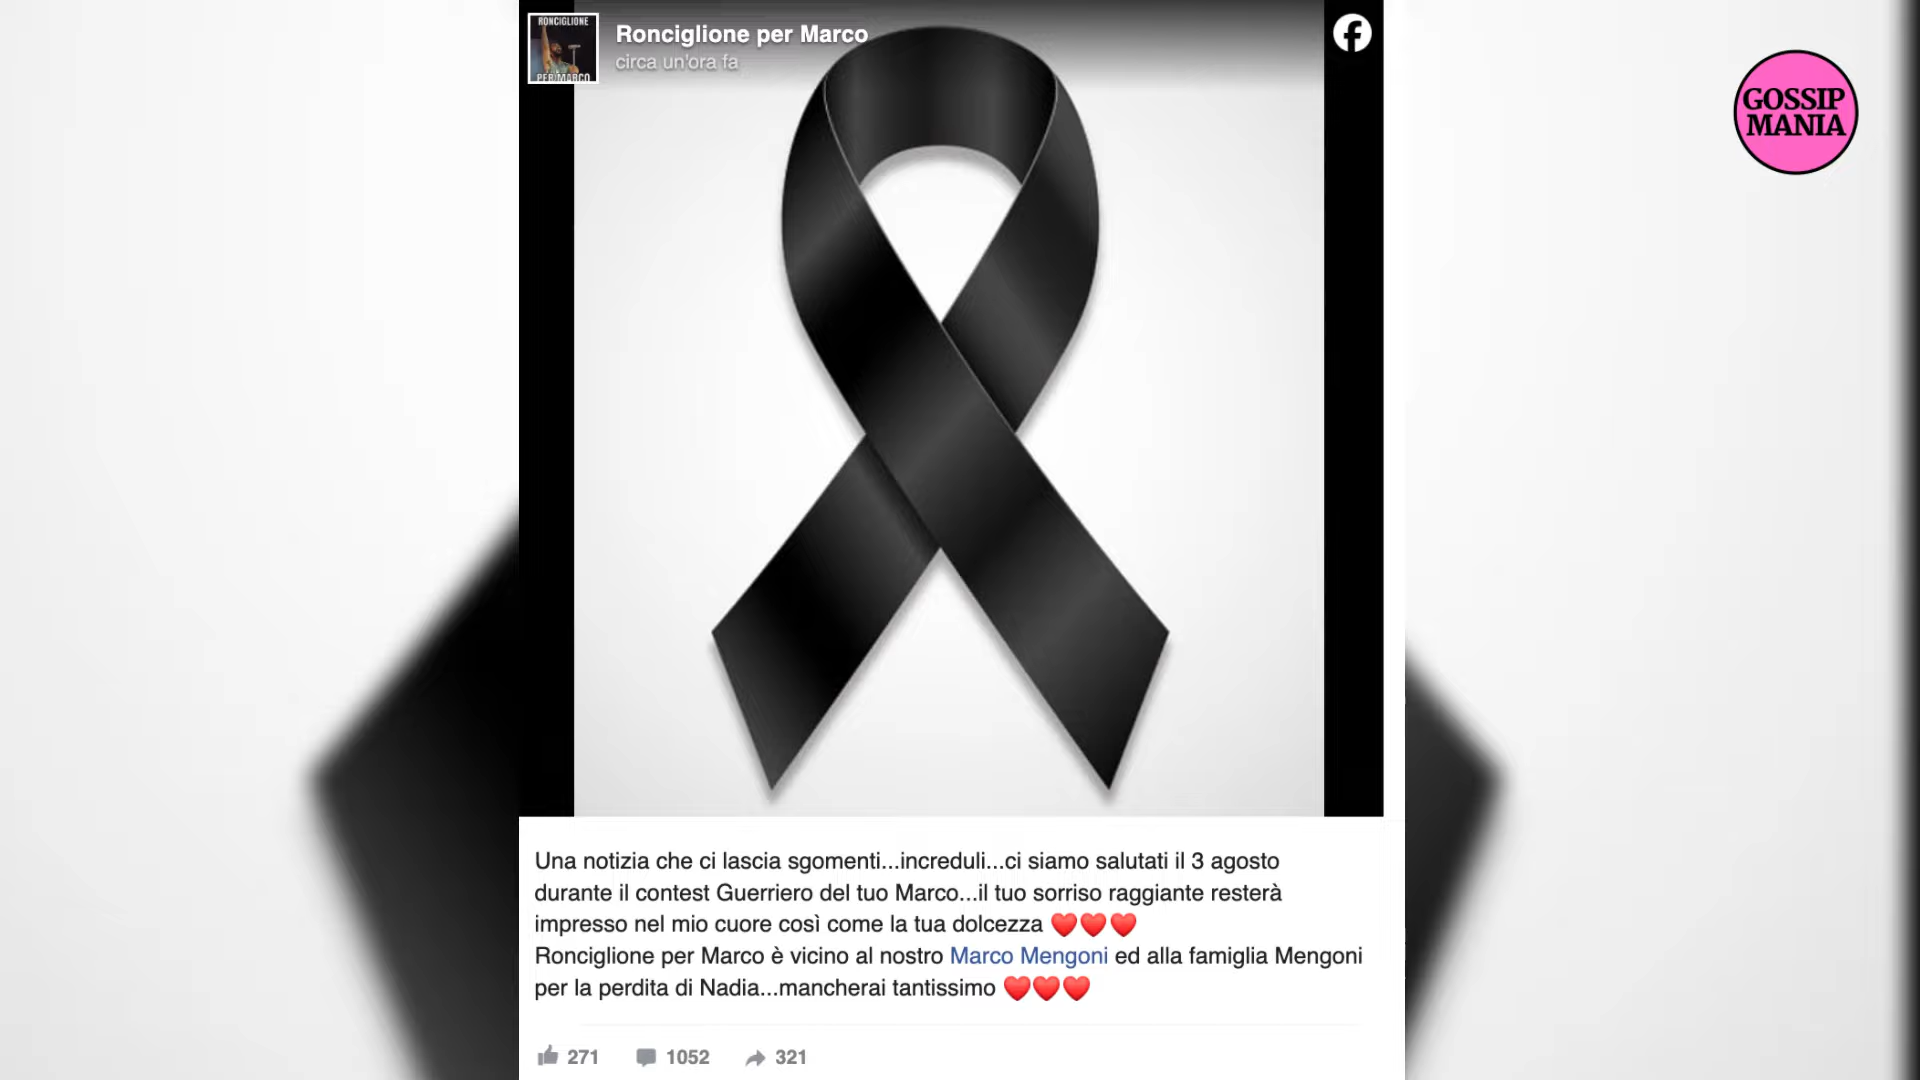 RONCIGLIONE
PER MARCO
Ronciglione per Marco
circa un'ora fa
GOSSIP
MANIA
Una notizia che ci lascia sgomenti...increduli...ci siamo salutati il 3 agosto
durante il contest Guerriero del tuo Marco...il tuo sorriso raggiante resterà
impresso nel mio cuore così come la tua dolcezza ❤️❤️❤️
Ronciglione per Marco è vicino al nostro Marco Mengoni ed alla famiglia Mengoni
per la perdita di Nadia...mancherai tantissimo ❤️❤️❤️
271 1052 321